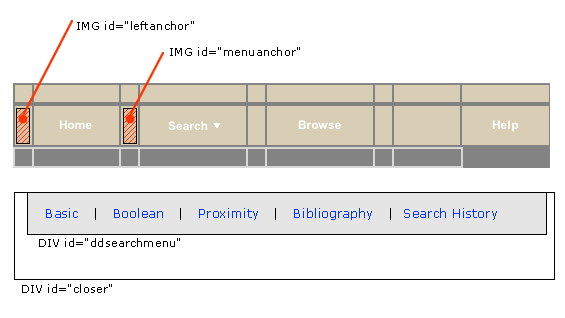 IMG id="leftanchor"
IMG id="menuanchor"
Home Search Browse Help
Basic | Boolean | Proximity | Bibliography | Search History
DIV id="ddsearchmenu"
DIV id="closer"